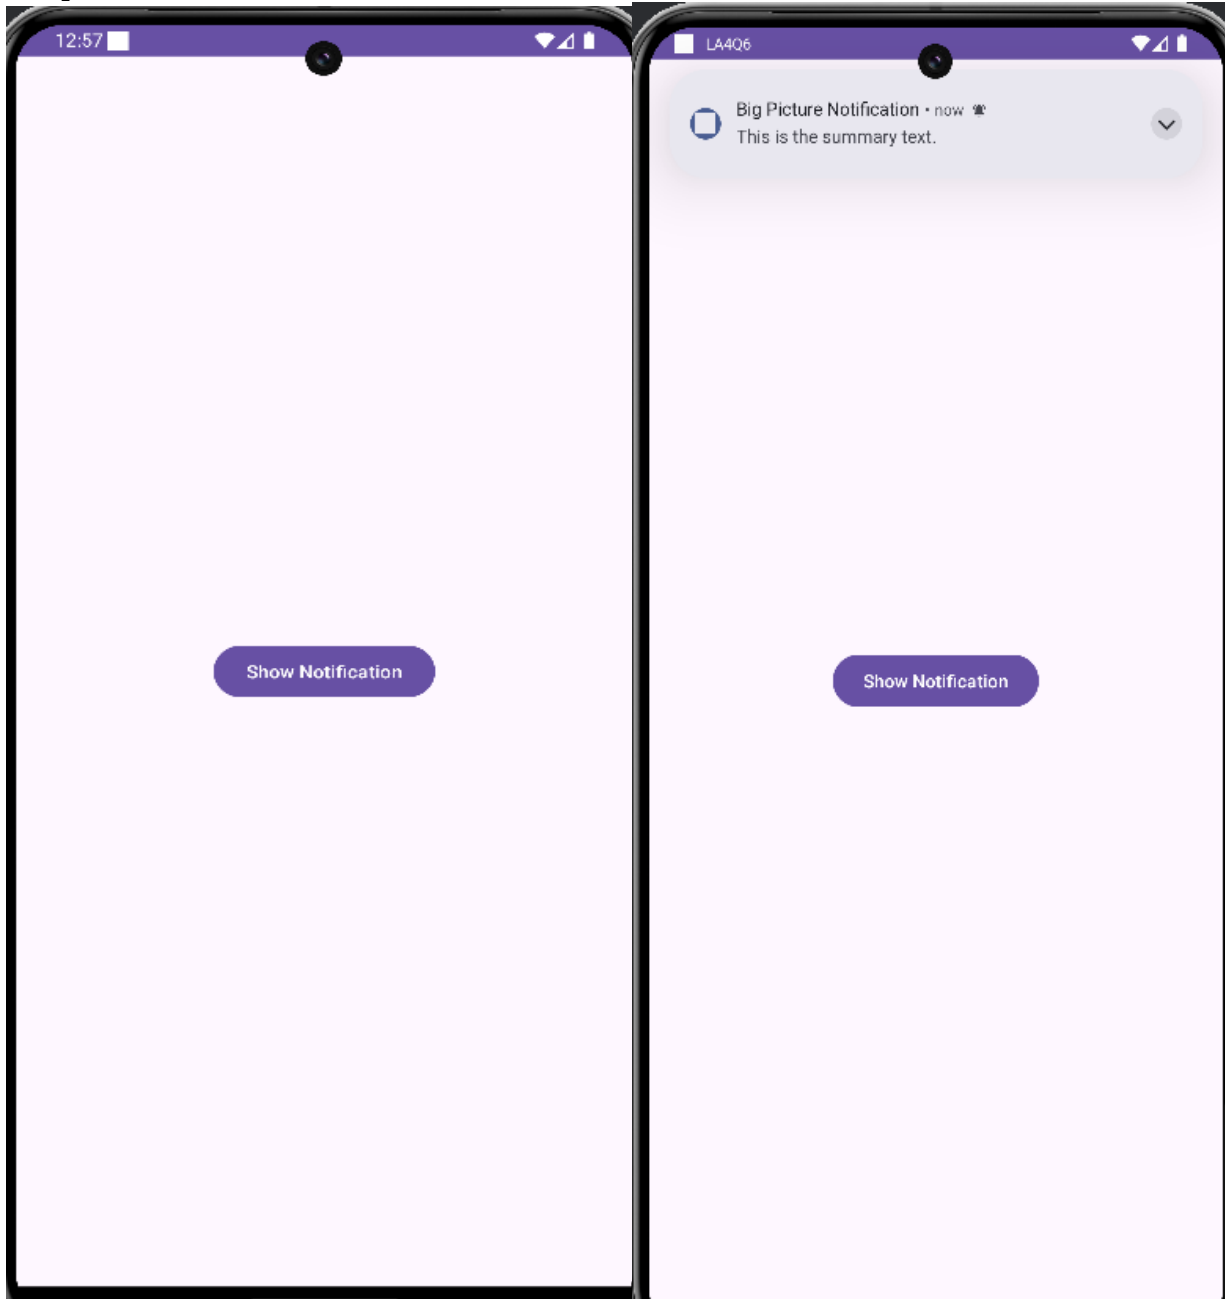 12:57
Show Notification
LA4Q6
Big Picture Notification • now
This is the summary text.
Show Notification